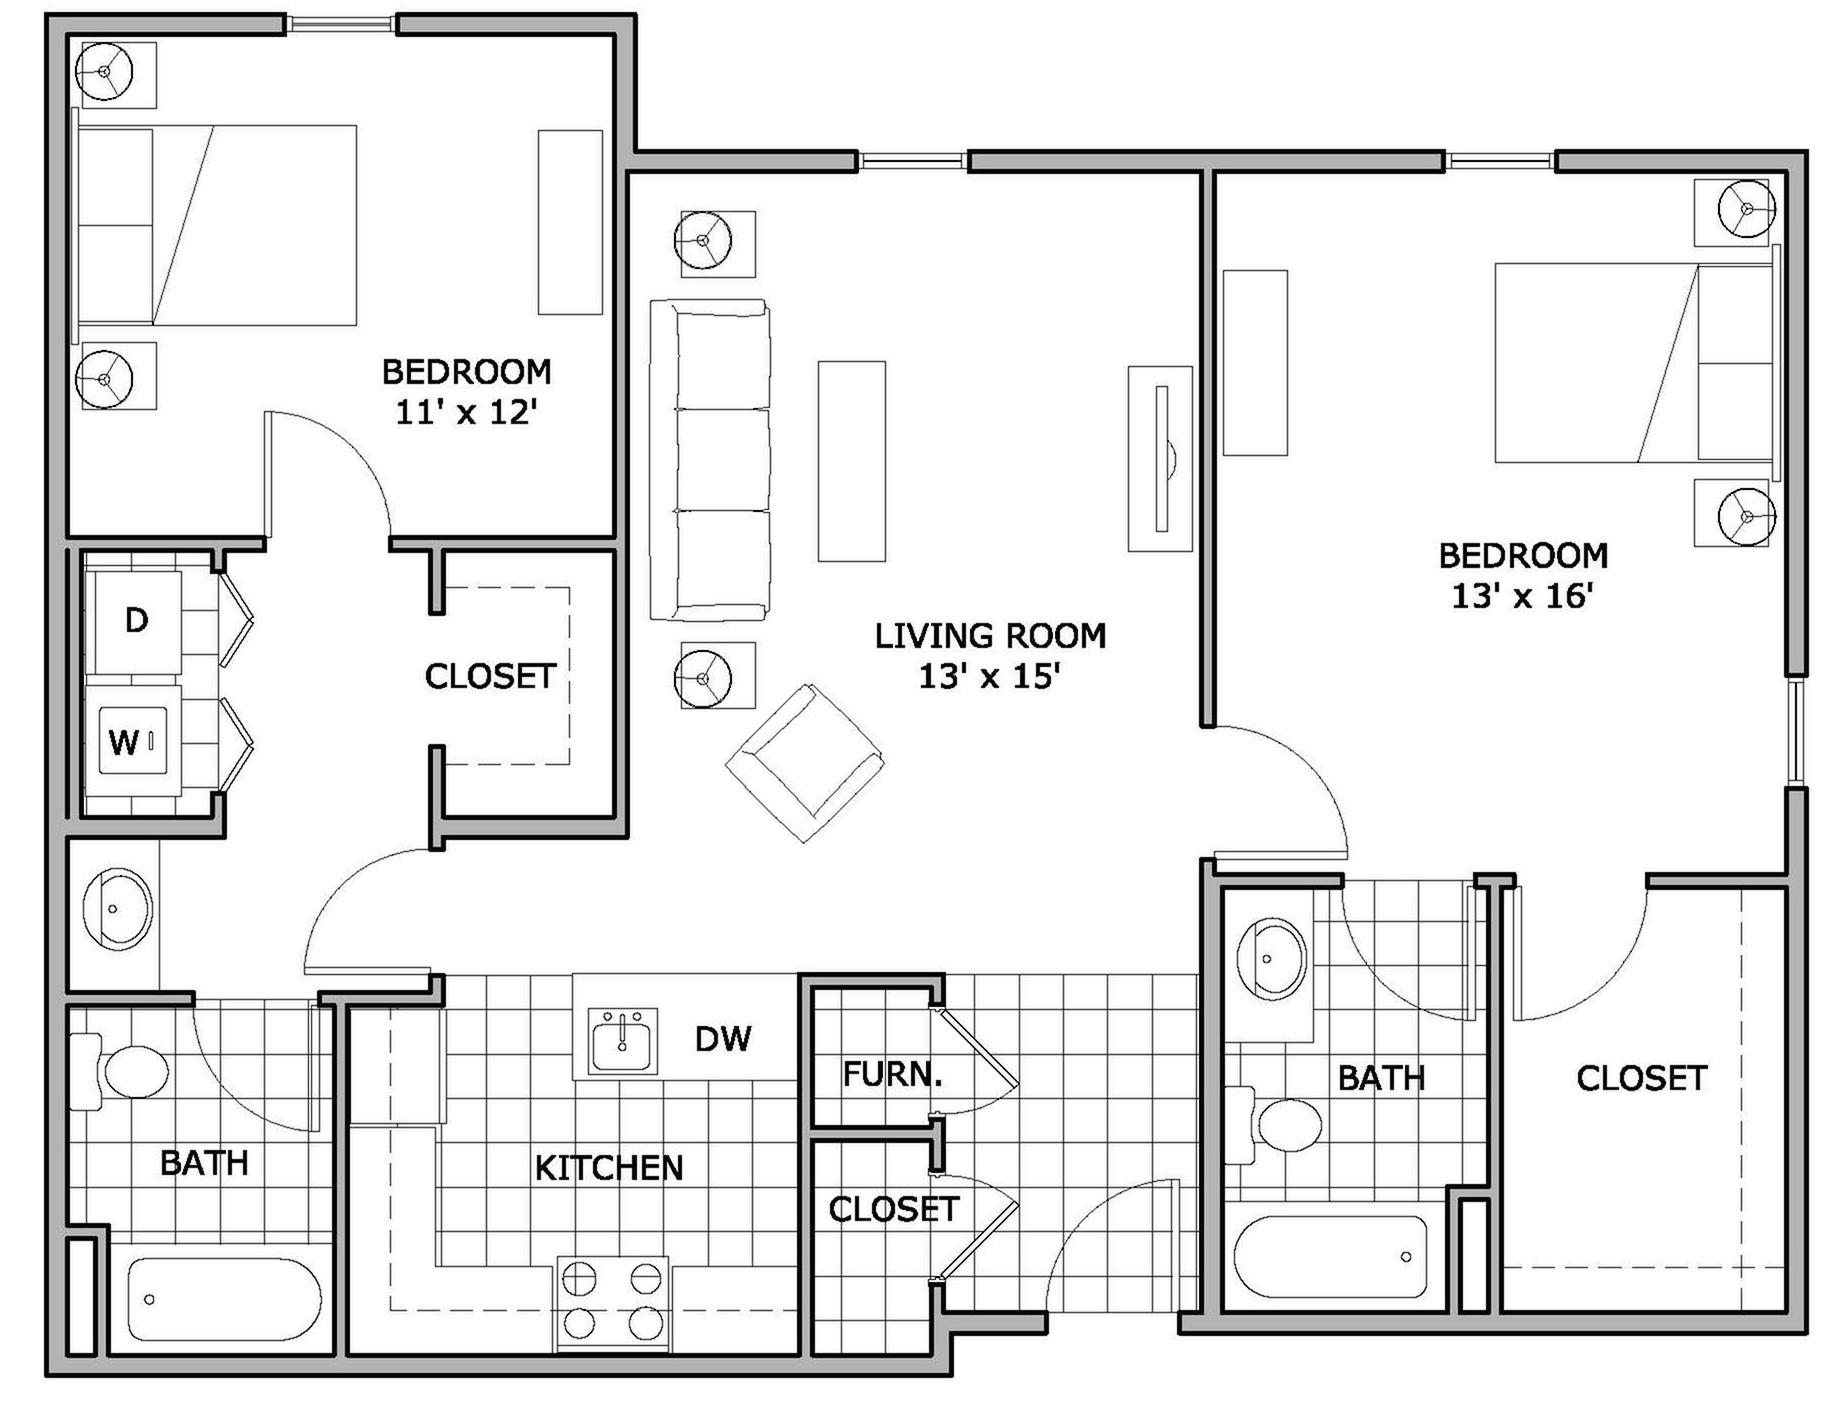 BEDROOM
11' x 12'
BEDROOM
13' x 16'
D
LIVING ROOM
13' x 15'
CLOSET
W
DW
FURN.
BATH
CLOSET
BATH
KITCHEN
CLOSET